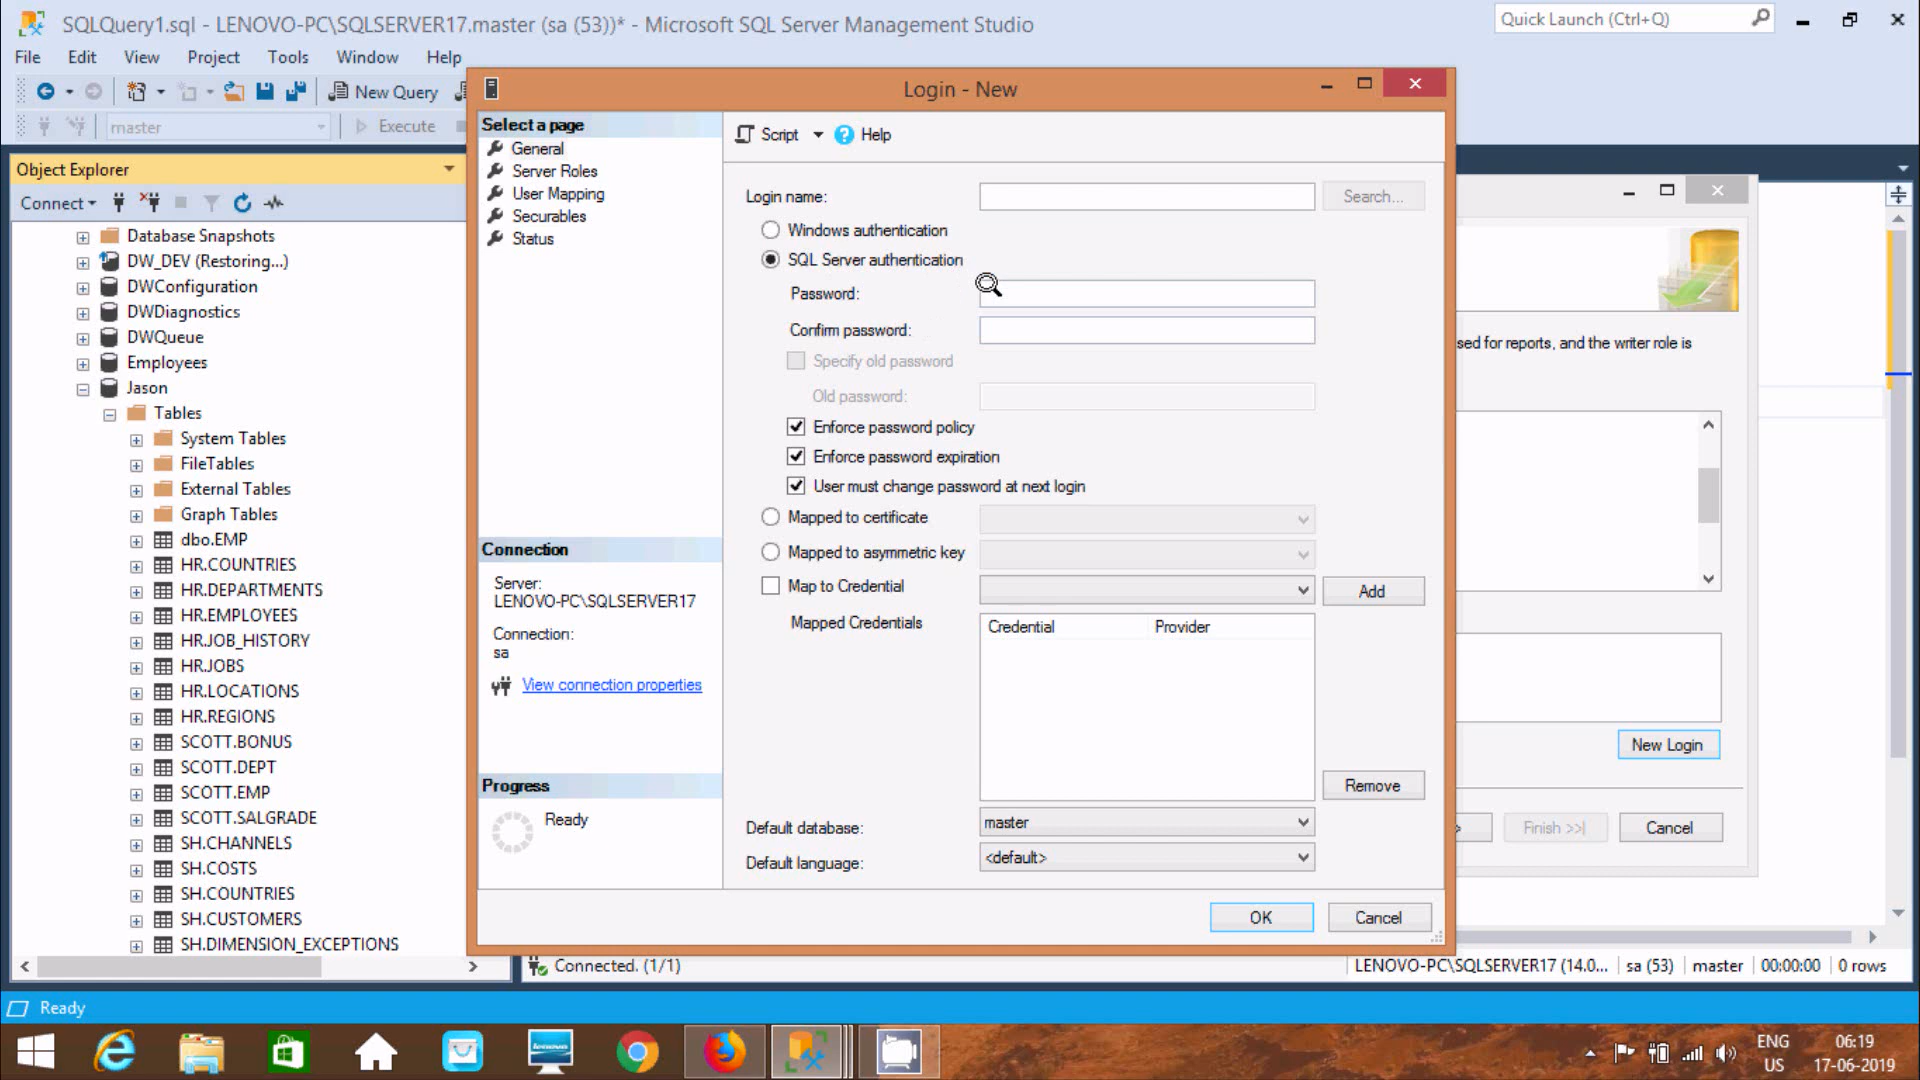 SQLQuery1.sql - LENOVO-PC\SQLSERVER17.master (sa (53))* - Microsoft SQL Server Management Studio
Quick Launch (Ctrl+Q)
File Edit View Project Tools Window Help
New Query
master
Execute
Object Explorer
Connect
Database Snapshots
DW_DEV (Restoring...)
DWConfiguration
DWDiagnostics
DWQueue
Employees
Jason
Tables
System Tables
FileTables
External Tables
Graph Tables
dbo.EMP
HR.COUNTRIES
HR.DEPARTMENTS
HR.EMPLOYEES
HR.JOB_HISTORY
HR.JOBS
HR.LOCATIONS
HR.REGIONS
SCOTT.BONUS
SCOTT.DEPT
SCOTT.EMP
SCOTT.SALGRADE
SH.CHANNELS
SH.COSTS
SH.COUNTRIES
SH.CUSTOMERS
SH.DIMENSION_EXCEPTIONS
Login - New
Select a page
General
Server Roles
User Mapping
Securables
Status
Connection
Server:
LENOVO-PC\SQLSERVER17
Connection:
sa
View connection properties
Progress
Ready
Script Help
Login name: Search...
Windows authentication
SQL Server authentication
Password:
Confirm password:
Specify old password
Old password:
Enforce password policy
Enforce password expiration
User must change password at next login
Mapped to certificate
Mapped to asymmetric key
Map to Credential Add
Mapped Credentials Credential Provider
Remove
Default database: master
Default language: <default>
OK Cancel
sed for reports, and the writer role is
New Login
> Finish >>| Cancel
Connected. (1/1) LENOVO-PC\SQLSERVER17 (14.0... sa (53) master 00:00:00 0 rows
Ready
lenovo
ENG
US
06:19
17-06-2019